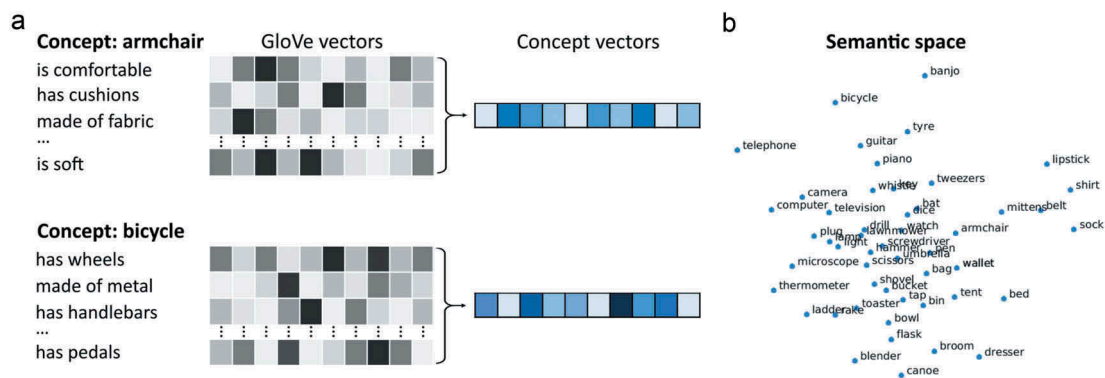 a
Concept: armchair GloVe vectors Concept vectors
is comfortable
has cushions
made of fabric
...
is soft
Concept: bicycle
has wheels
made of metal
has handlebars
...
has pedals
b
Semantic space
banjo
bicycle
tyre
telephone
guitar
piano
lipstick
whistle
key
tweezers
shirt
camera
computer
television
bat
dice
mittens
belt
drill
lawnmower
watch
armchair
sock
plug
lamp
light
screwdriver
hammer
umbrella
pen
microscope
scissors
bag
wallet
thermometer
shovel
bucket
tent
bed
ladder
rake
toaster
tap
bin
bowl
flask
blender
broom
dresser
canoe